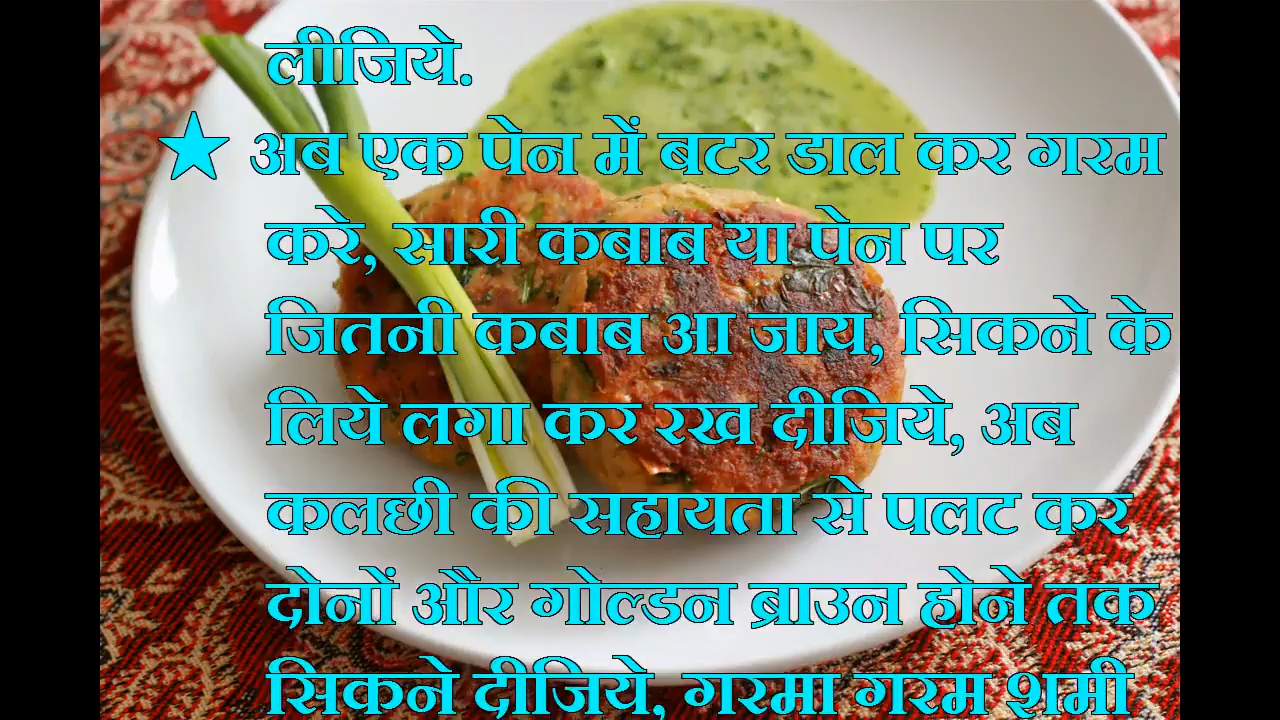 लीजिये.
★ अब एक पेन में बटर डाल कर गरम
करे, सारी कबाब या पेन पर
जितनी कबाब आ जाय, सिकने के
लिये लगा कर रख दीजिये, अब
कलछी की सहायता से पलट कर
दोनों और गोल्डन ब्राउन होने तक
सिकने दीजिये, गरमा गरम शमी